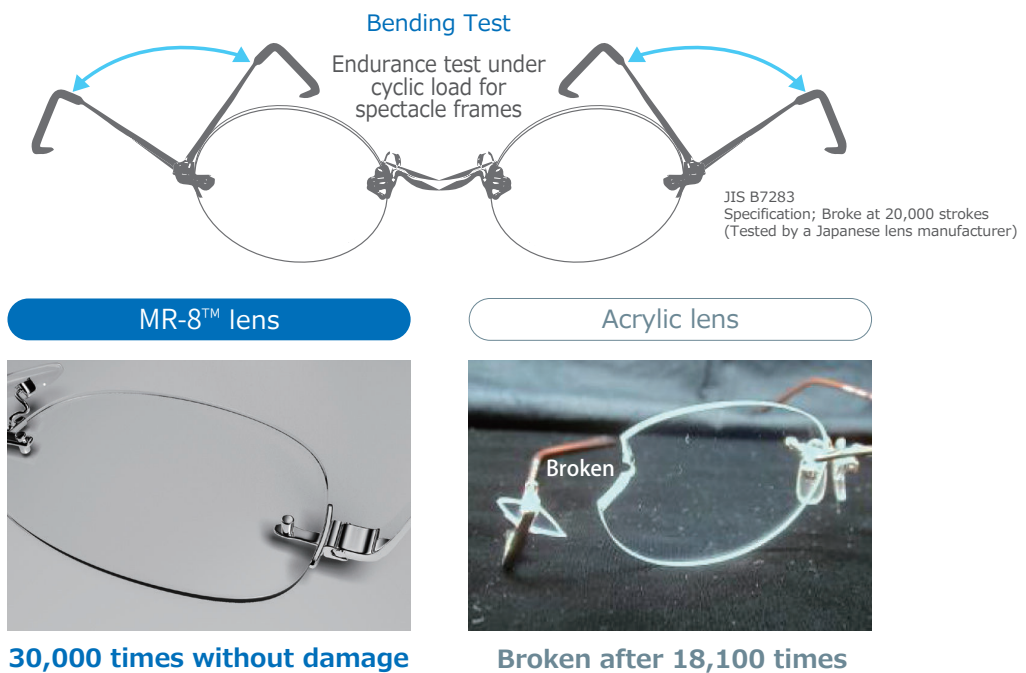 Bending Test
Endurance test under
cyclic load for
spectacle frames
JIS B7283
Specification; Broke at 20,000 strokes
(Tested by a Japanese lens manufacturer)
MR-8™ lens
Acrylic lens
Broken
30,000 times without damage
Broken after 18,100 times